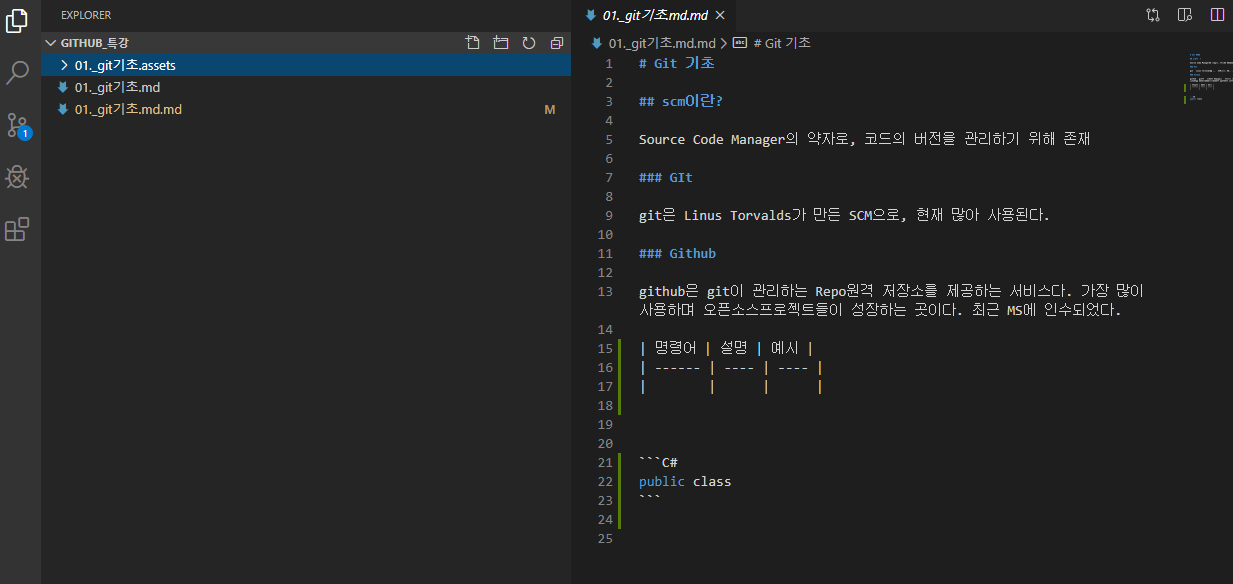 EXPLORER
GITHUB_특강
01._git기초.assets
01._git기초.md
01._git기초.md.md M
1
01._git기초.md.md
01._git기초.md.md > abc # Git 기초
1 # Git 기초
2
3 ## scm이란?
4
5 Source Code Manager의 약자로, 코드의 버전을 관리하기 위해 존재
6
7 ### GIt
8
9 git은 Linus Torvalds가 만든 SCM으로, 현재 많아 사용된다.
10
11 ### Github
12
13 github은 git이 관리하는 Repo원격 저장소를 제공하는 서비스다. 가장 많이
사용하며 오픈소스프로젝트들이 성장하는 곳이다. 최근 MS에 인수되었다.
14
15 | 명령어 | 설명 | 예시 |
16 | ------ | ---- | ---- |
17 |        |      |      |
18
19
20
21 ```C#
22 public class
23 ```
24
25